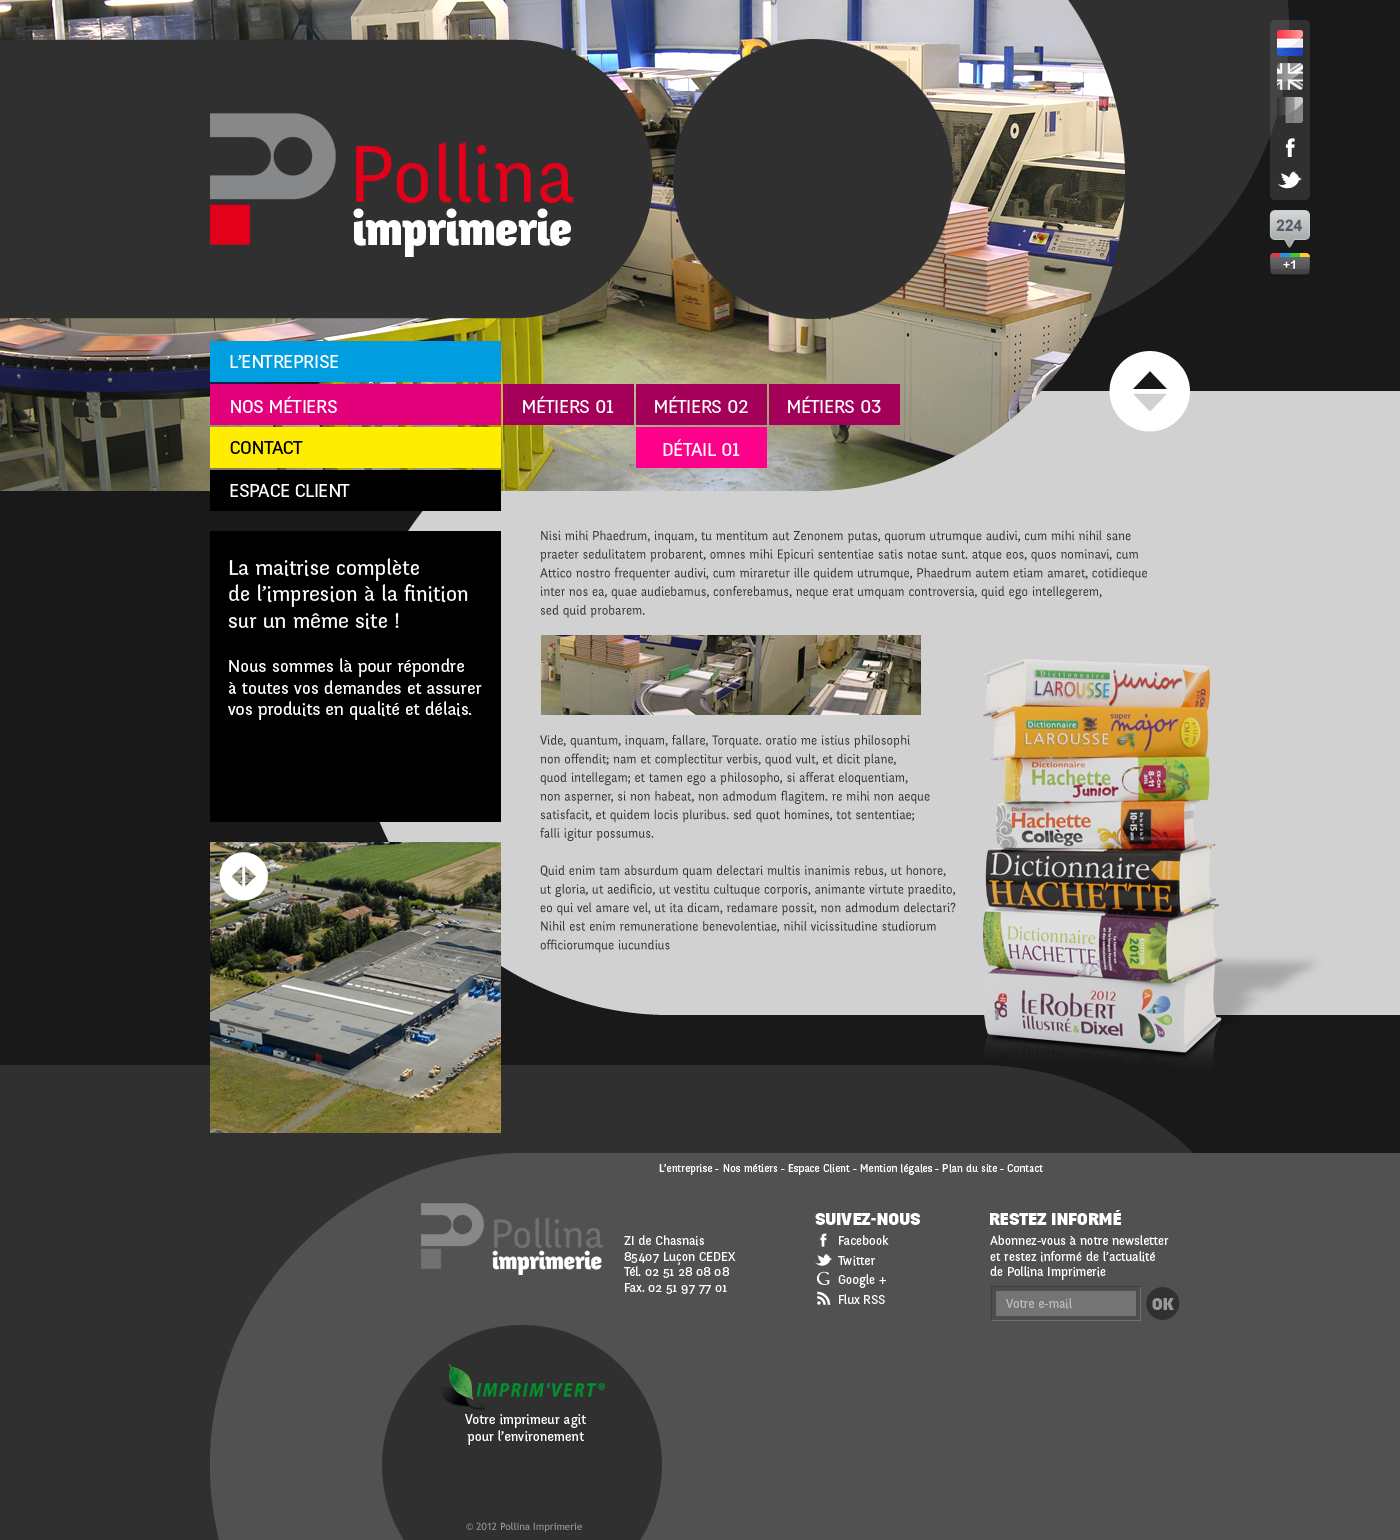 Pollina
imprimerie
224
+1
L'ENTREPRISE
NOS MÉTIERS
MÉTIERS 01
MÉTIERS 02
MÉTIERS 03
CONTACT
DÉTAIL 01
ESPACE CLIENT
La maitrise complète
de l'impresion à la finition
sur un même site !
Nous sommes là pour répondre
à toutes vos demandes et assurer
vos produits en qualité et délais.
Nisi mihi Phaedrum, inquam, tu mentitum aut Zenonem putas, quorum utrumque audivi, cum mihi nihil sane
praeter sedulitatem probarent, omnes mihi Epicuri sententiae satis notae sunt. atque eos, quos nominavi, cum
Attico nostro frequenter audivi, cum miraretur ille quidem utrumque, Phaedrum autem etiam amaret, cotidieque
inter nos ea, quae audiebamus, conferebamus, neque erat umquam controversia, quid ego intellegerem,
sed quid probarem.
Vide, quantum, inquam, fallare, Torquate. oratio me istius philosophi
non offendit; nam et complectitur verbis, quod vult, et dicit plane,
quod intellegam; et tamen ego a philosopho, si afferat eloquentiam,
non asperner, si non habeat, non admodum flagitem. re mihi non aeque
satisfacit, et quidem locis pluribus. sed quot homines, tot sententiae;
falli igitur possumus.
Quid enim tam absurdum quam delectari multis inanimis rebus, ut honore,
ut gloria, ut aedificio, ut vestitu cultuque corporis, animante virtute praedito,
eo qui vel amare vel, ut ita dicam, redamare possit, non admodum delectari?
Nihil est enim remuneratione benevolentiae, nihil vicissitudine studiorum
officiorumque iucundius
Dictionnaire
LAROUSSE junior
Dictionnaire
LAROUSSE
super
major
Dictionnaire
Hachette
Junior
8-11
Dictionnaire
Hachette
Collège
10-15
Dictionnaire
HACHETTE
Dictionnaire
HACHETTE
2012
LE Robert
illustré & Dixel
2012
L'entreprise - Nos métiers - Espace Client - Mention légales - Plan du site - Contact
Pollina
imprimerie
ZI de Chasnais
85407 Luçon CEDEX
Tél. 02 51 28 08 08
Fax. 02 51 97 77 01
SUIVEZ-NOUS
Facebook
Twitter
Google +
Flux RSS
RESTEZ INFORMÉ
Abonnez-vous à notre newsletter
et restez informé de l'actualité
de Pollina Imprimerie
Votre e-mail
OK
IMPRIM'VERT®
Votre imprimeur agit
pour l'environement
© 2012 Pollina Imprimerie